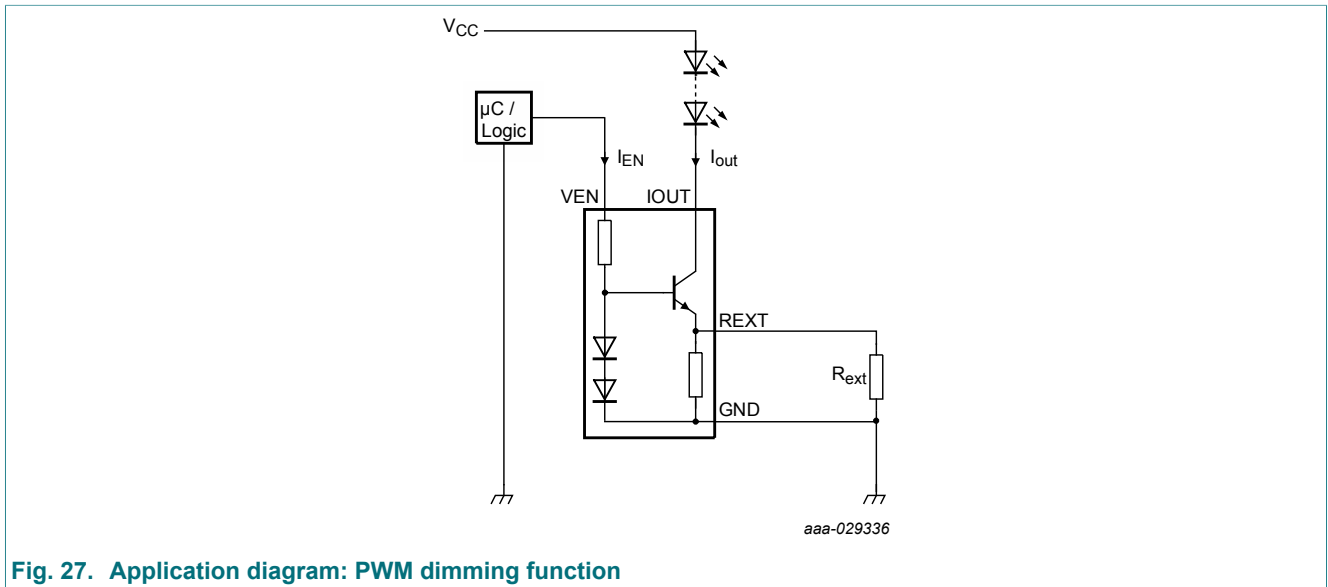 VCC
µC /
Logic
IEN
Iout
VEN
IOUT
REXT
Rext
GND
aaa-029336
Fig. 27. Application diagram: PWM dimming function